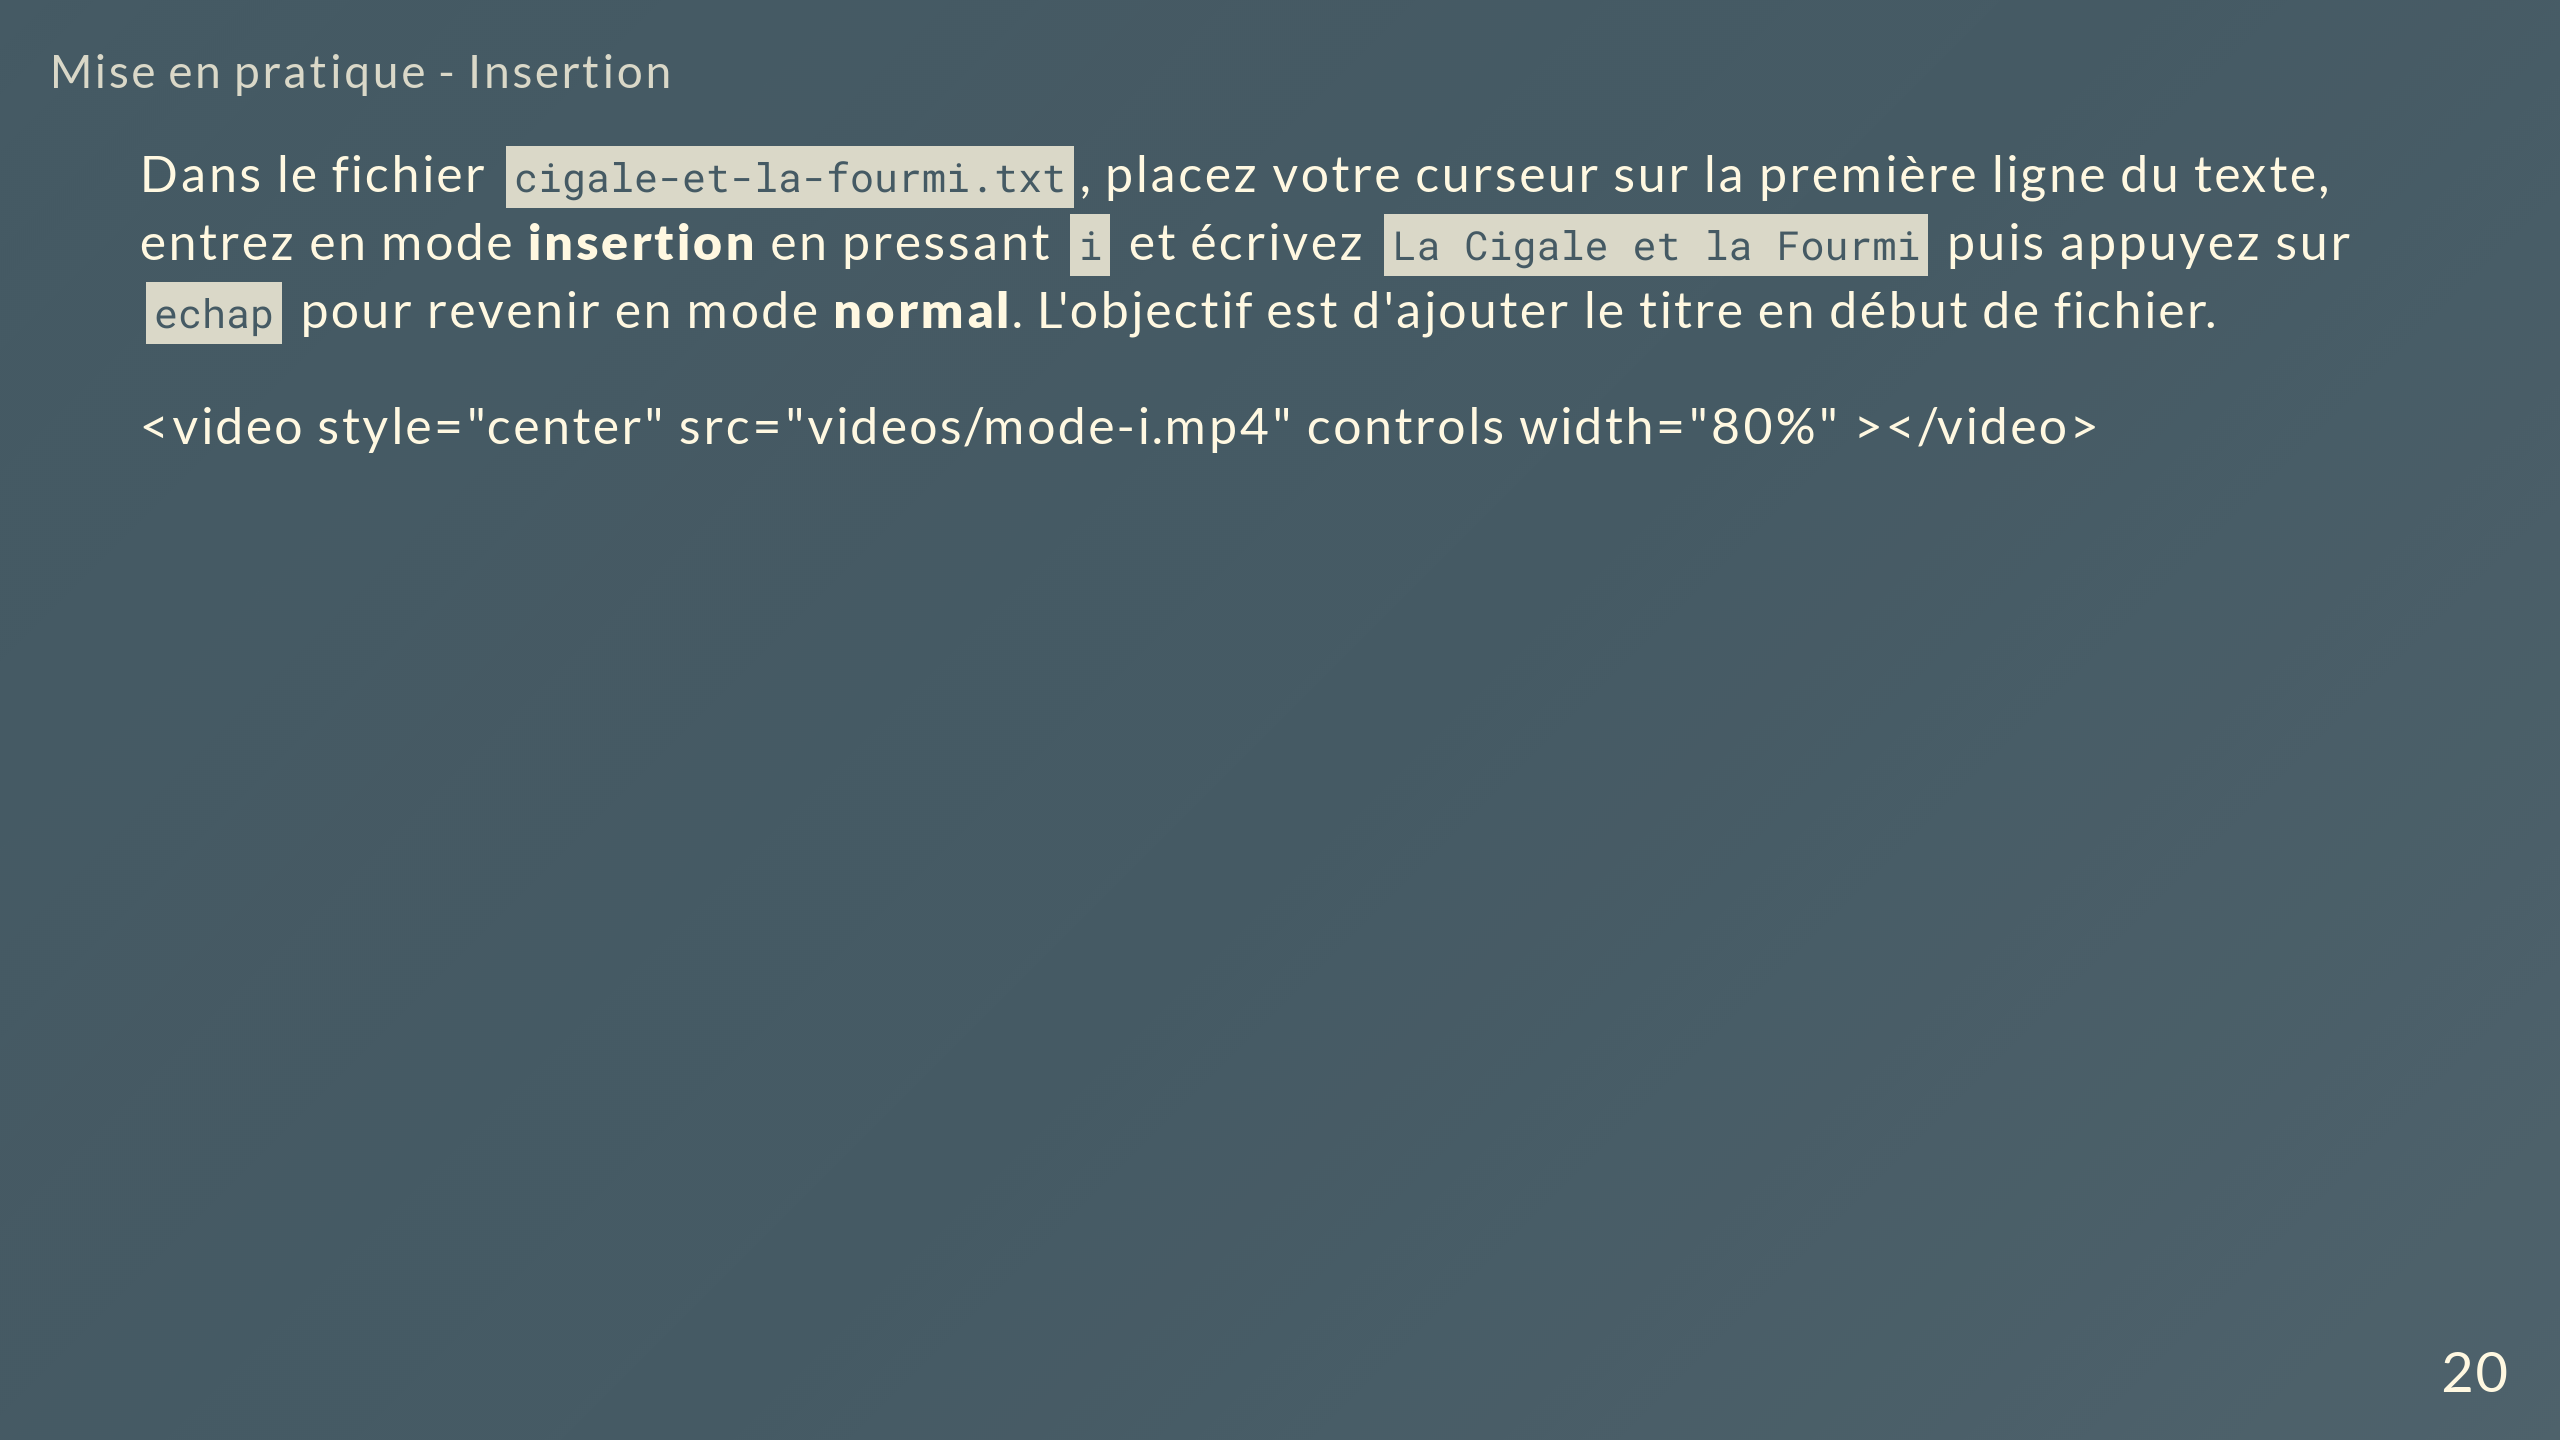 Mise en pratique - Insertion
Dans le fichier cigale-et-la-fourmi.txt, placez votre curseur sur la première ligne du texte,
entrez en mode insertion en pressant i et écrivez La Cigale et la Fourmi puis appuyez sur
echap pour revenir en mode normal. L'objectif est d'ajouter le titre en début de fichier.
<video style="center" src="videos/mode-i.mp4" controls width="80%" ></video>
20